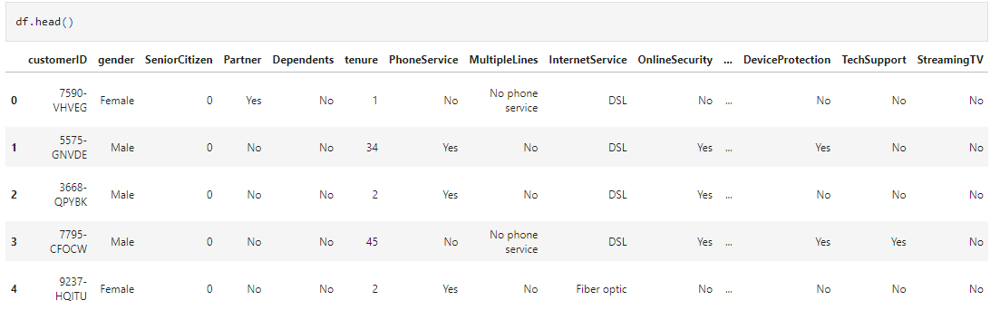 df.head()
customerID gender SeniorCitizen Partner Dependents tenure PhoneService MultipleLines InternetService OnlineSecurity ... DeviceProtection TechSupport StreamingTV
0 7590-VHVEG Female 0 Yes No 1 No No phone service DSL No ... No No No
1 5575-GNVDE Male 0 No No 34 Yes No DSL Yes ... Yes No No
2 3668-QPYBK Male 0 No No 2 Yes No DSL Yes ... No No No
3 7795-CFOCW Male 0 No No 45 No No phone service DSL Yes ... Yes Yes No
4 9237-HQITU Female 0 No No 2 Yes No Fiber optic No ... No No No